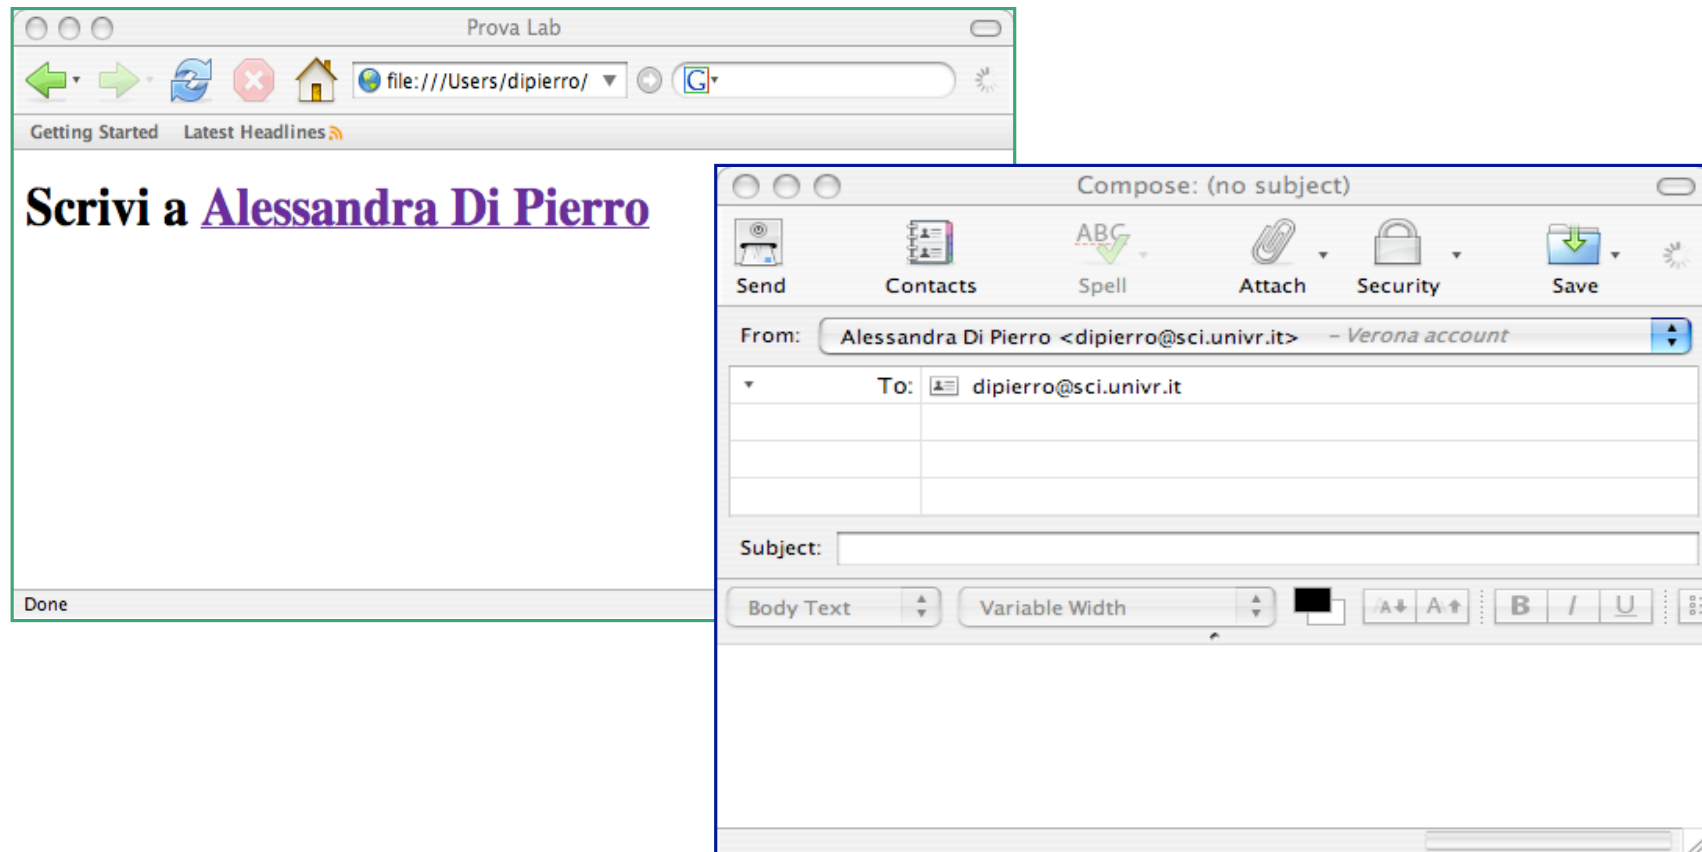 Prova Lab
file:///Users/dipierro/
G
Getting Started Latest Headlines
Scrivi a Alessandra Di Pierro
Done
Compose: (no subject)
ABC
Send Contacts Spell Attach Security Save
From: Alessandra Di Pierro <dipierro@sci.univr.it> – Verona account
To: dipierro@sci.univr.it
Subject:
Body Text Variable Width A A B I U